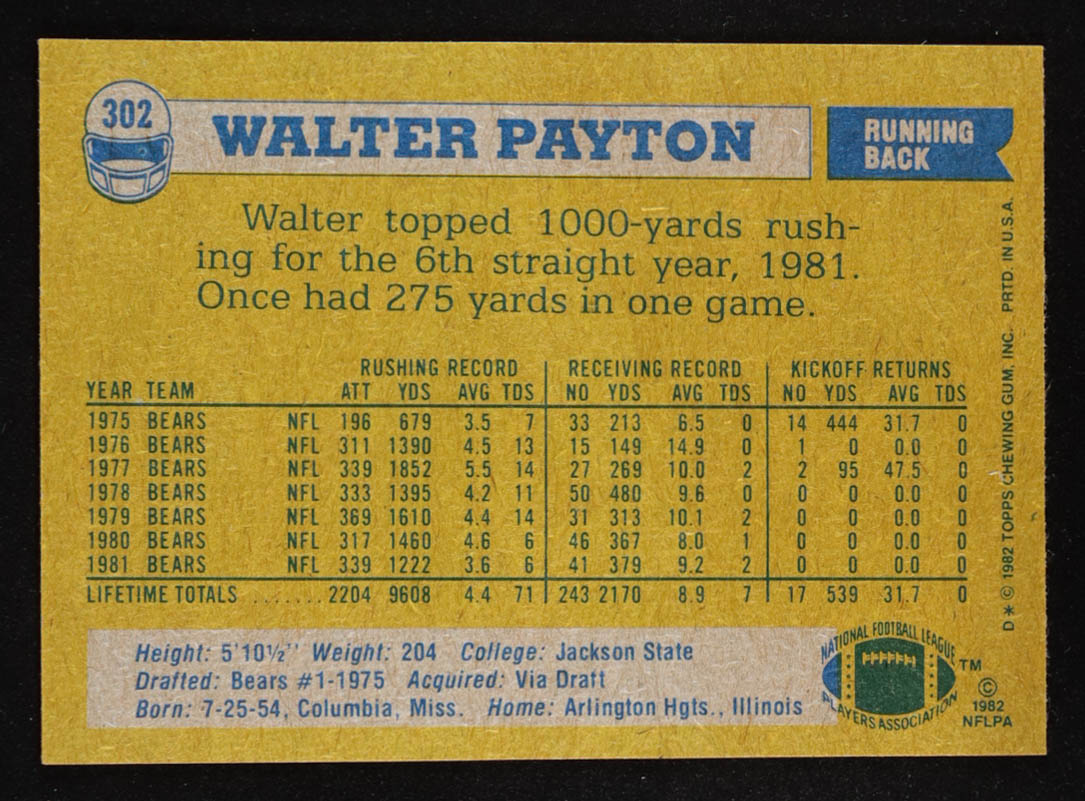 302
WALTER PAYTON
RUNNING
BACK
Walter topped 1000-yards rush-
ing for the 6th straight year, 1981.
Once had 275 yards in one game.
RUSHING RECORD RECEIVING RECORD KICKOFF RETURNS
YEAR TEAM ATT YDS AVG TDS NO YDS AVG TDS NO YDS AVG TDS
1975 BEARS NFL 196 679 3.5 7 33 213 6.5 0 14 444 31.7 0
1976 BEARS NFL 311 1390 4.5 13 15 149 14.9 0 1 0 0.0 0
1977 BEARS NFL 339 1852 5.5 14 27 269 10.0 2 2 95 47.5 0
1978 BEARS NFL 333 1395 4.2 11 50 480 9.6 0 0 0 0.0 0
1979 BEARS NFL 369 1610 4.4 14 31 313 10.1 2 0 0 0.0 0
1980 BEARS NFL 317 1460 4.6 6 46 367 8.0 1 0 0 0.0 0
1981 BEARS NFL 339 1222 3.6 6 41 379 9.2 2 0 0 0.0 0
LIFETIME TOTALS ....... 2204 9608 4.4 71 243 2170 8.9 7 17 539 31.7 0
Height: 5'10½" Weight: 204 College: Jackson State
Drafted: Bears #1-1975 Acquired: Via Draft
Born: 7-25-54, Columbia, Miss. Home: Arlington Hgts., Illinois
NATIONAL FOOTBALL LEAGUE
PLAYERS ASSOCIATION
TM
©
1982
NFLPA
D * © 1982 TOPPS CHEWING GUM, INC. PRTD. IN U.S.A.